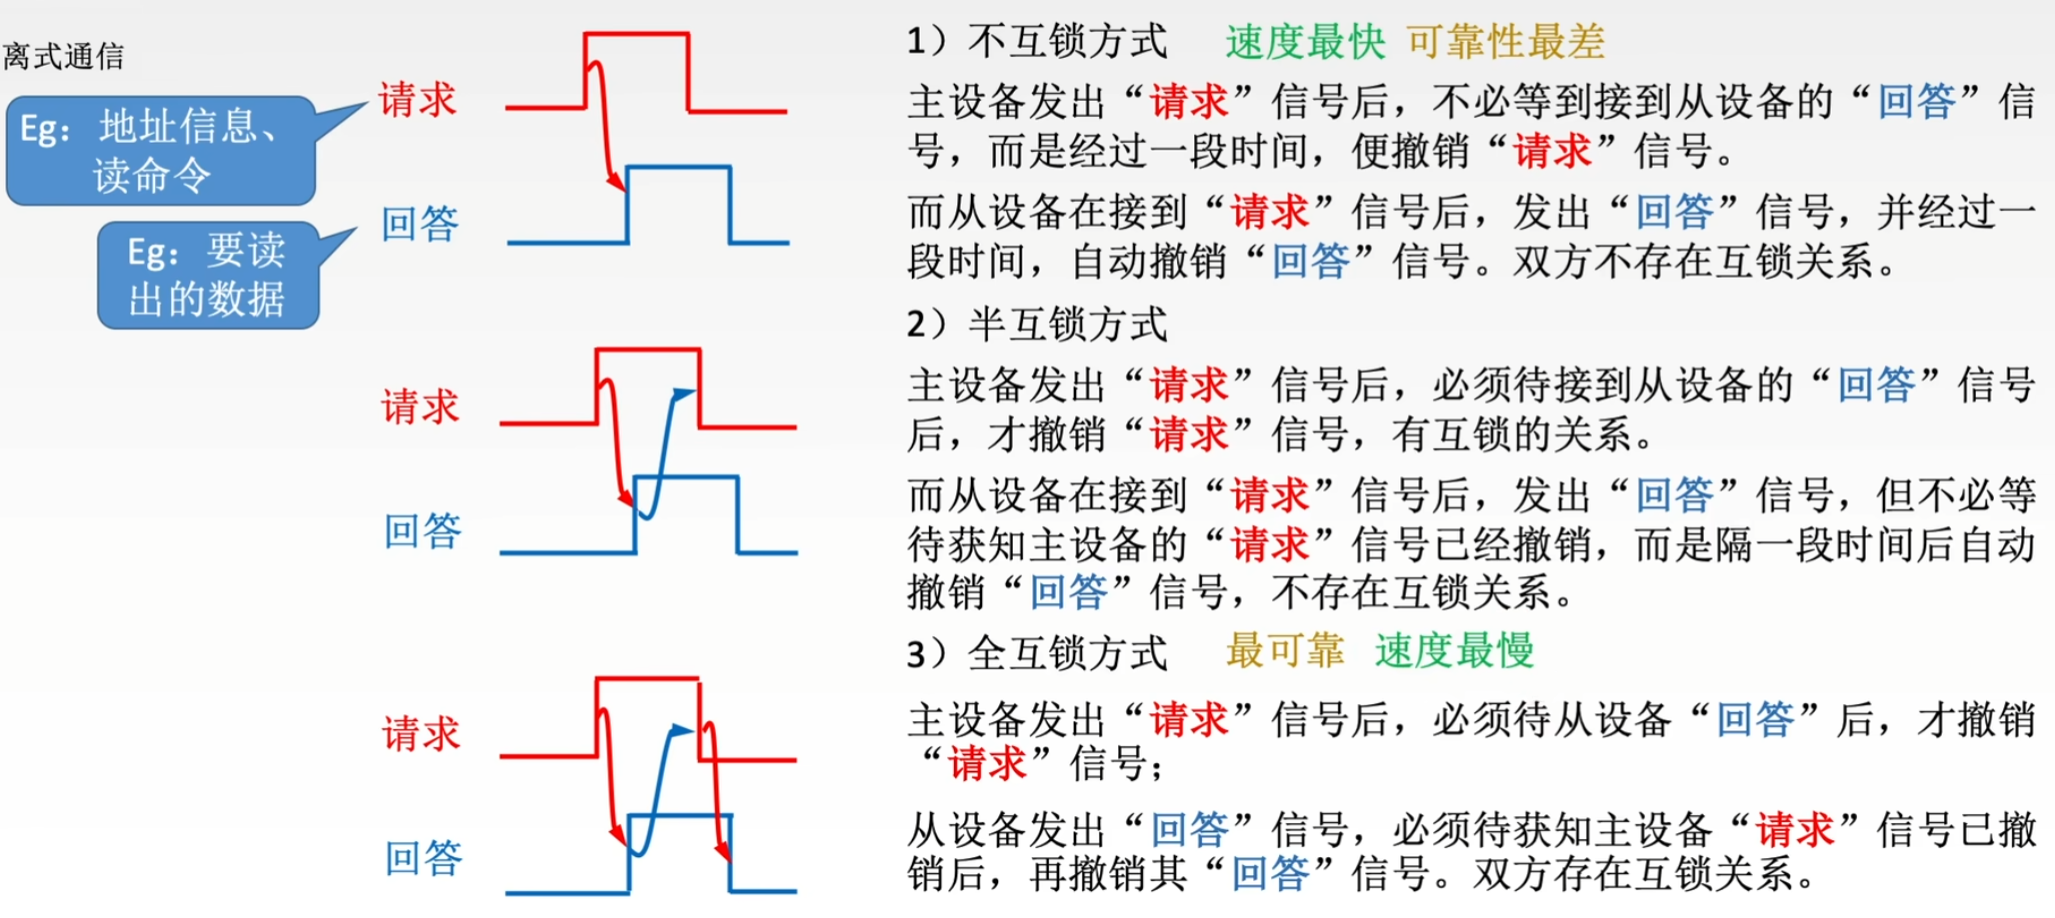 离式通信
请求
Eg：地址信息、
读命令
回答
Eg：要读
出的数据
1）不互锁方式 速度最快 可靠性最差
主设备发出“请求”信号后，不必等到接到从设备的“回答”信
号，而是经过一段时间，便撤销“请求”信号。
而从设备在接到“请求”信号后，发出“回答”信号，并经过一
段时间，自动撤销“回答”信号。双方不存在互锁关系。
请求
回答
2）半互锁方式
主设备发出“请求”信号后，必须待接到从设备的“回答”信号
后，才撤销“请求”信号，有互锁的关系。
而从设备在接到“请求”信号后，发出“回答”信号，但不必等
待获知主设备的“请求”信号已经撤销，而是隔一段时间后自动
撤销“回答”信号，不存在互锁关系。
请求
回答
3）全互锁方式 最可靠 速度最慢
主设备发出“请求”信号后，必须待从设备“回答”后，才撤销
“请求”信号；
从设备发出“回答”信号，必须待获知主设备“请求”信号已撤
销后，再撤销其“回答”信号。双方存在互锁关系。